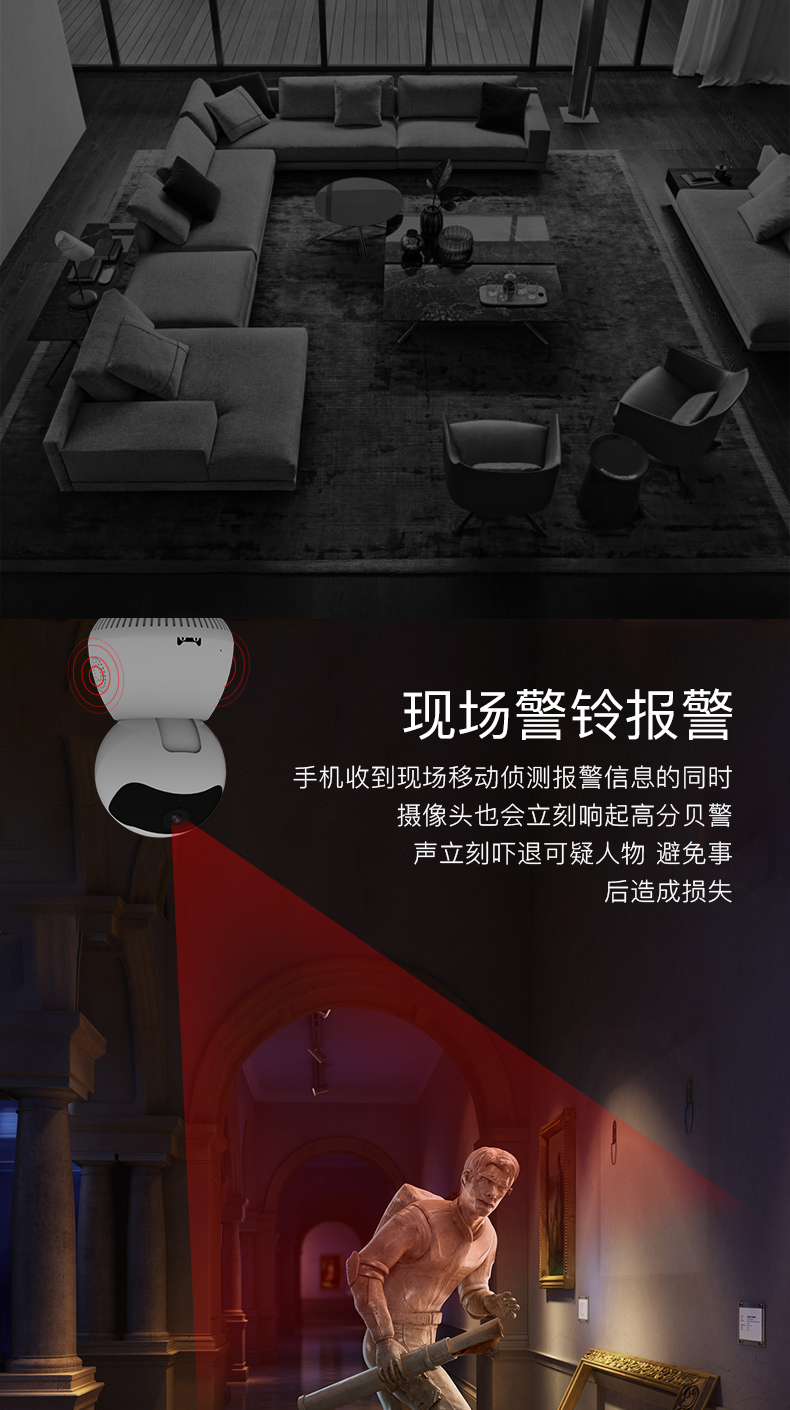 现场警铃报警
手机收到现场移动侦测报警信息的同时
摄像头也会立刻响起高分贝警
声立刻吓退可疑人物 避免事
后造成损失